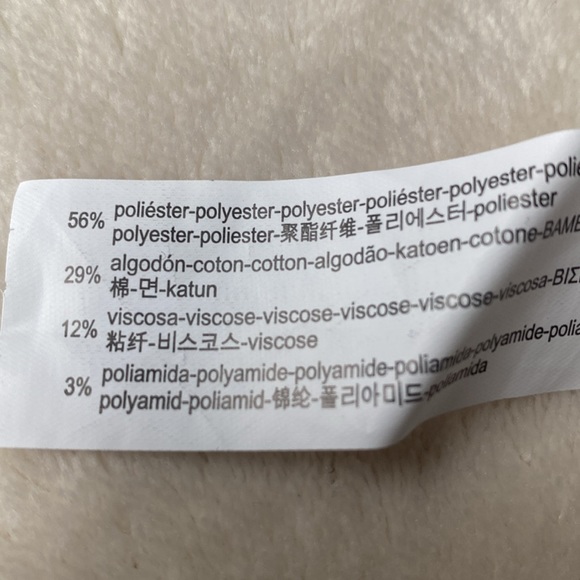 56% poliéster-polyester-polyester-poliéster-polyester-polie
polyester-poliester-聚酯纤维-폴리에스터-poliester
29% algodón-coton-cotton-algodão-katoen-cotone-BAMB
棉-면-katun
12% viscosa-viscose-viscose-viscose-viscose-viscosa-ΒΙΣ
粘纤-비스코스-viscose
3% poliamida-polyamide-polyamide-poliamida-polyamide-polia
polyamid-poliamid-锦纶-폴리아미드-poliamida